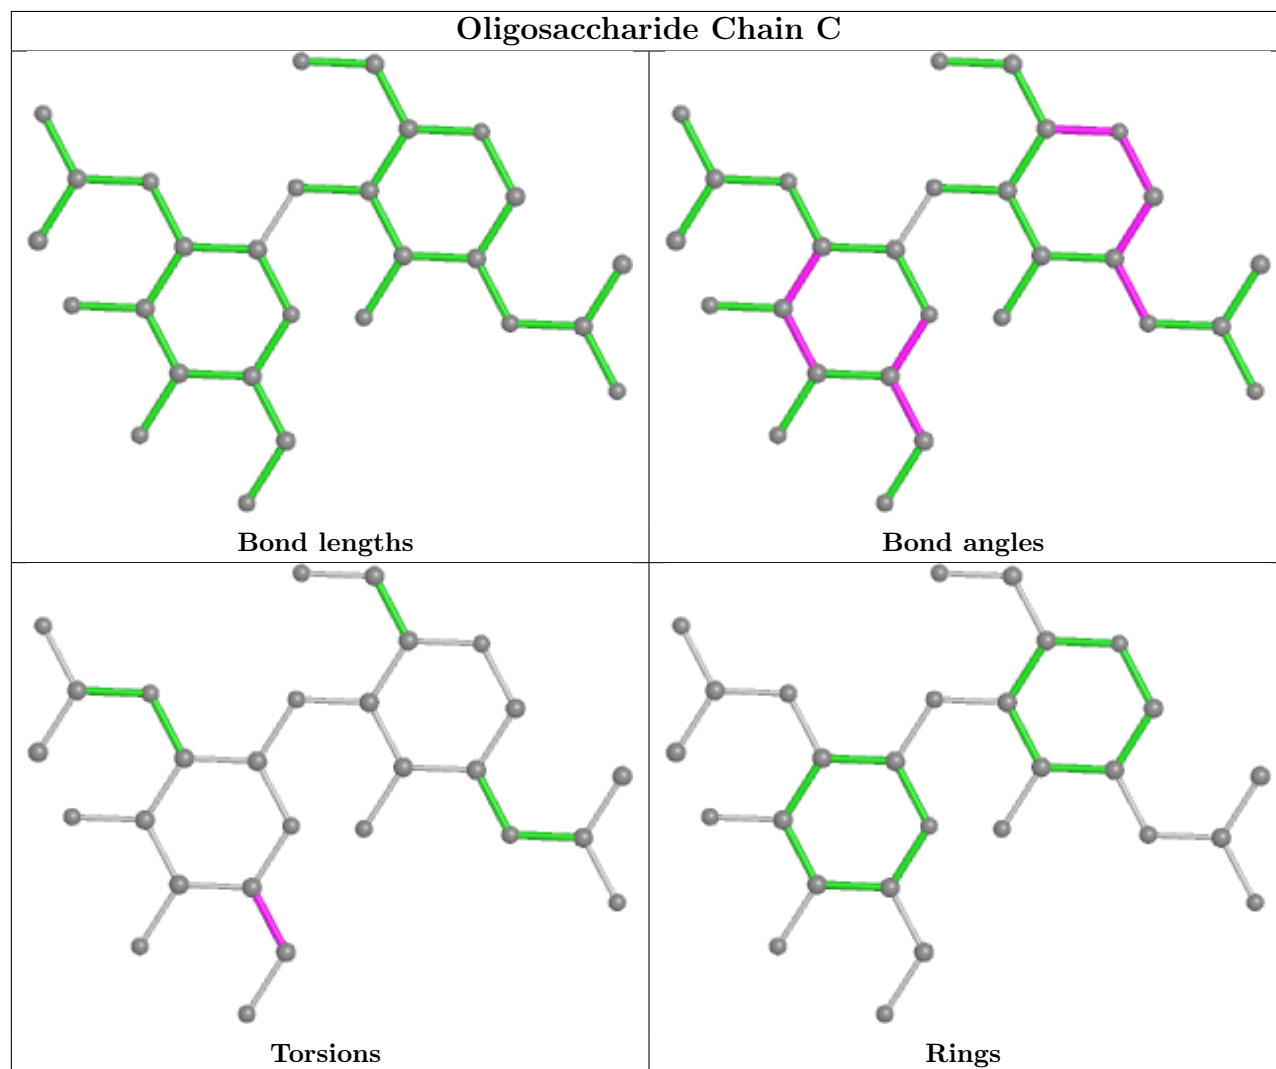 Oligosaccharide Chain C
Bond lengths
Bond angles
Torsions
Rings